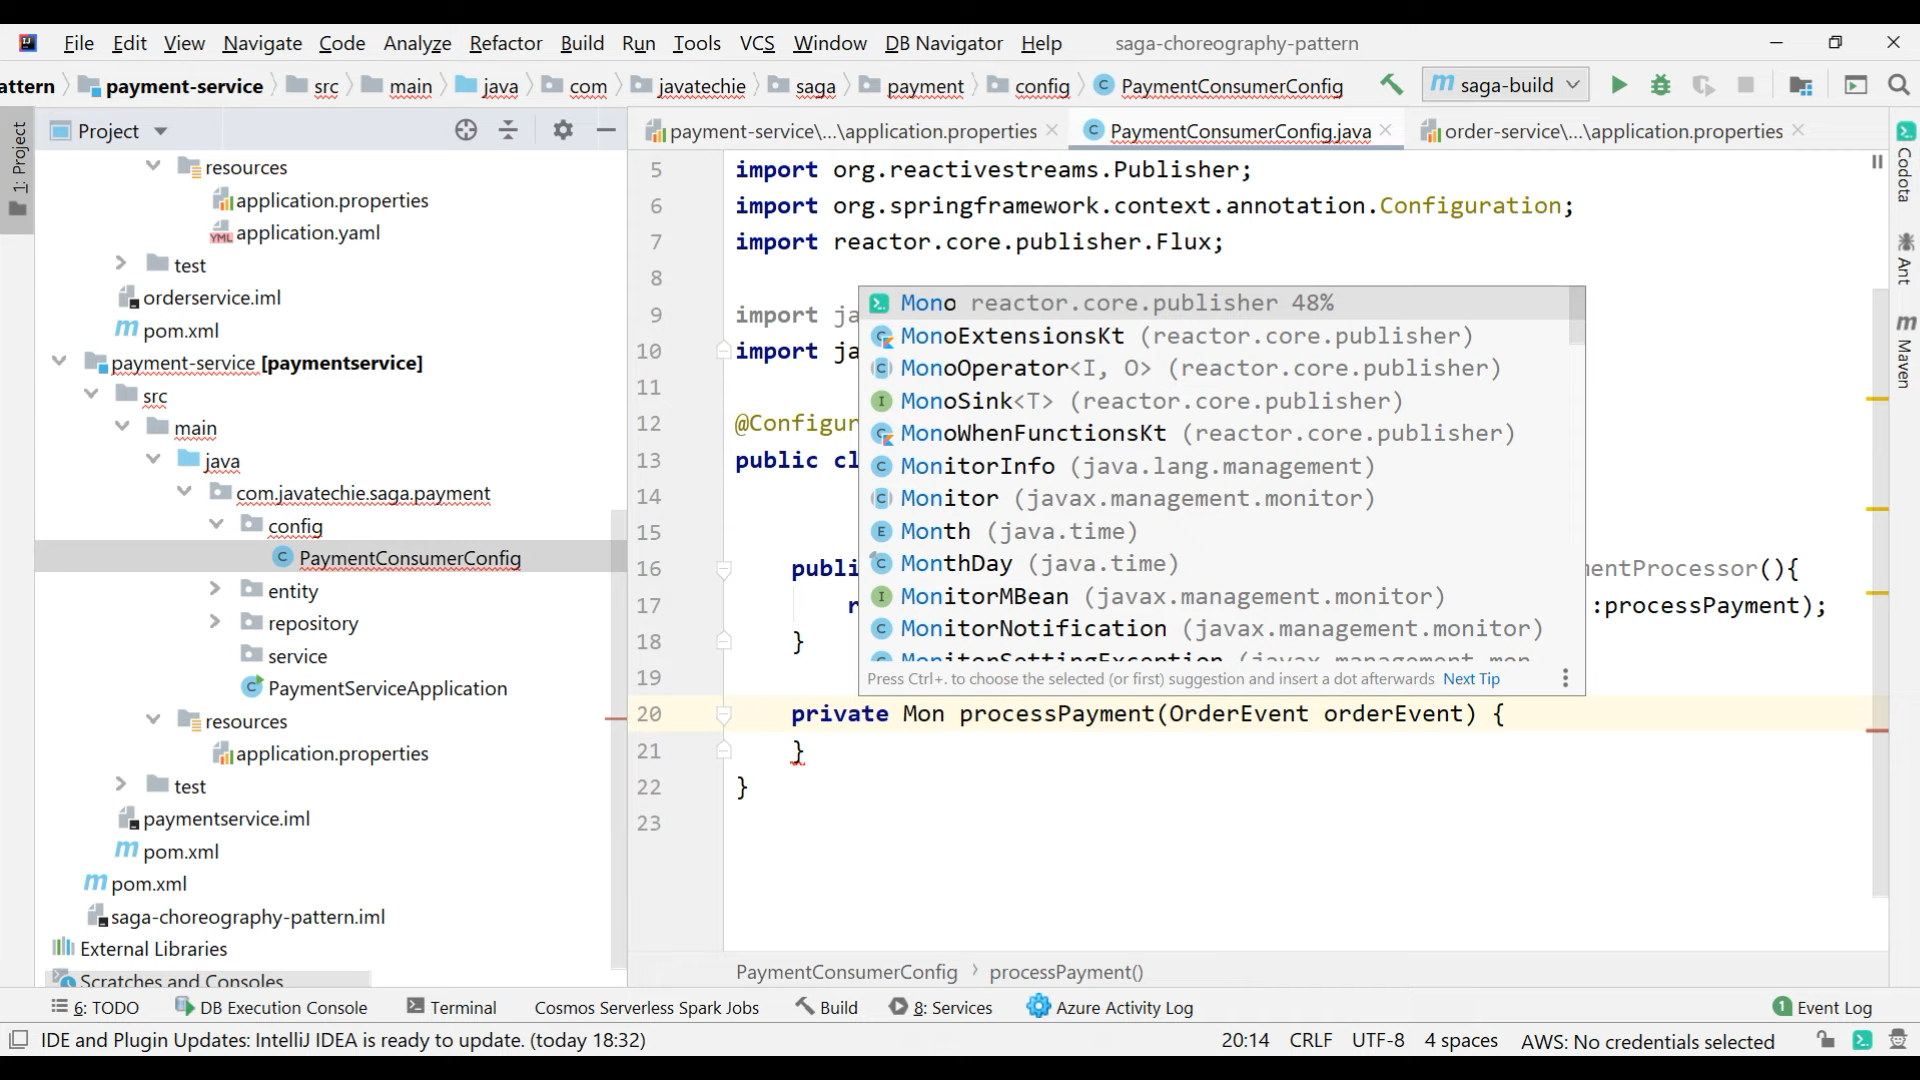 File Edit View Navigate Code Analyze Refactor Build Run Tools VCS Window DB Navigator Help saga-choreography-pattern
attern payment-service src main java com javatechie saga payment config PaymentConsumerConfig saga-build
1: Project
Project
payment-service\...\application.properties PaymentConsumerConfig.java order-service\...\application.properties
resources
application.properties
application.yaml
test
orderservice.iml
pom.xml
payment-service [paymentservice]
src
main
java
com.javatechie.saga.payment
config
PaymentConsumerConfig
entity
repository
service
PaymentServiceApplication
resources
application.properties
test
paymentservice.iml
pom.xml
pom.xml
saga-choreography-pattern.iml
External Libraries
Scratches and Consoles
5 import org.reactivestreams.Publisher;
6 import org.springframework.context.annotation.Configuration;
7 import reactor.core.publisher.Flux;
8
9 import ja
10 import ja
11
12 @Configur
13 public cl
14
15
16 publi mentProcessor(){
17 r :processPayment);
18 }
19
20 private Mon processPayment(OrderEvent orderEvent) {
21 }
22 }
23
Mono reactor.core.publisher 48%
MonoExtensionsKt (reactor.core.publisher)
MonoOperator<I, O> (reactor.core.publisher)
MonoSink<T> (reactor.core.publisher)
MonoWhenFunctionsKt (reactor.core.publisher)
MonitorInfo (java.lang.management)
Monitor (javax.management.monitor)
Month (java.time)
MonthDay (java.time)
MonitorMBean (javax.management.monitor)
MonitorNotification (javax.management.monitor)
MonitorSettingException (javax.management.mon
Press Ctrl+. to choose the selected (or first) suggestion and insert a dot afterwards Next Tip
Codota
Ant
Maven
PaymentConsumerConfig processPayment()
6: TODO DB Execution Console Terminal Cosmos Serverless Spark Jobs Build 8: Services Azure Activity Log 1 Event Log
IDE and Plugin Updates: IntelliJ IDEA is ready to update. (today 18:32) 20:14 CRLF UTF-8 4 spaces AWS: No credentials selected